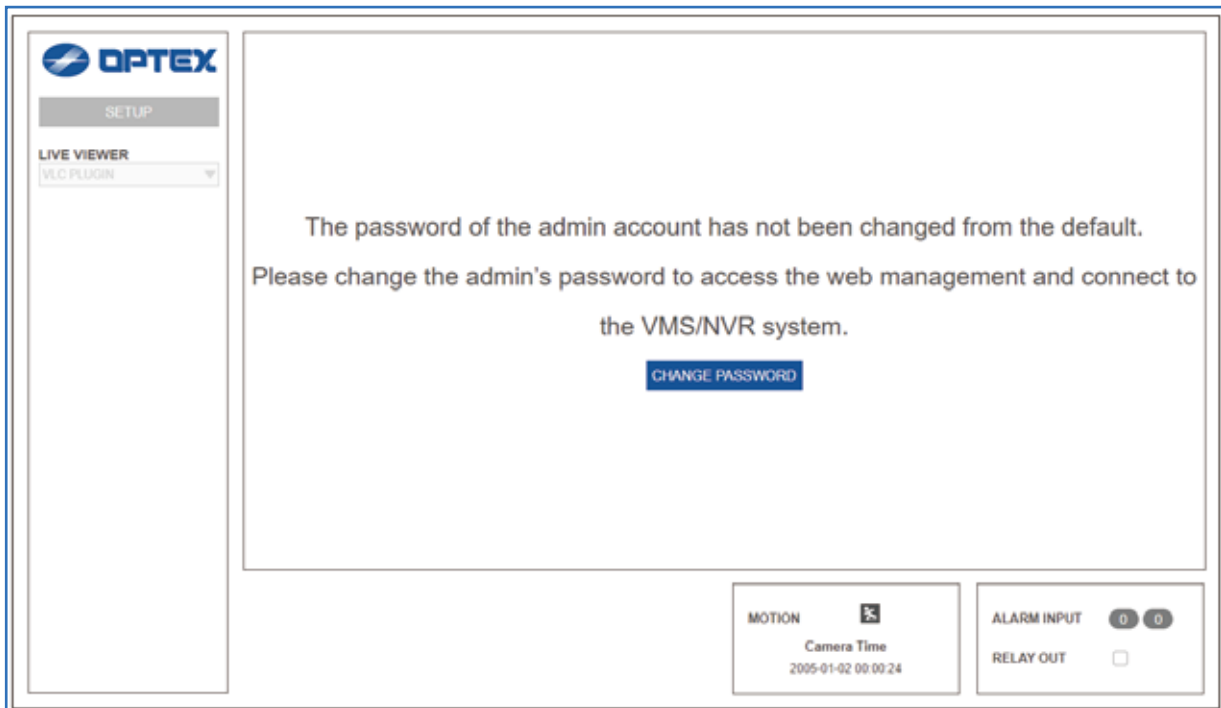 OPTEX
SETUP
LIVE VIEWER
VLC PLUGIN
The password of the admin account has not been changed from the default.
Please change the admin's password to access the web management and connect to
the VMS/NVR system.
CHANGE PASSWORD
MOTION
Camera Time
2005-01-02 00:00:24
ALARM INPUT 0 0
RELAY OUT